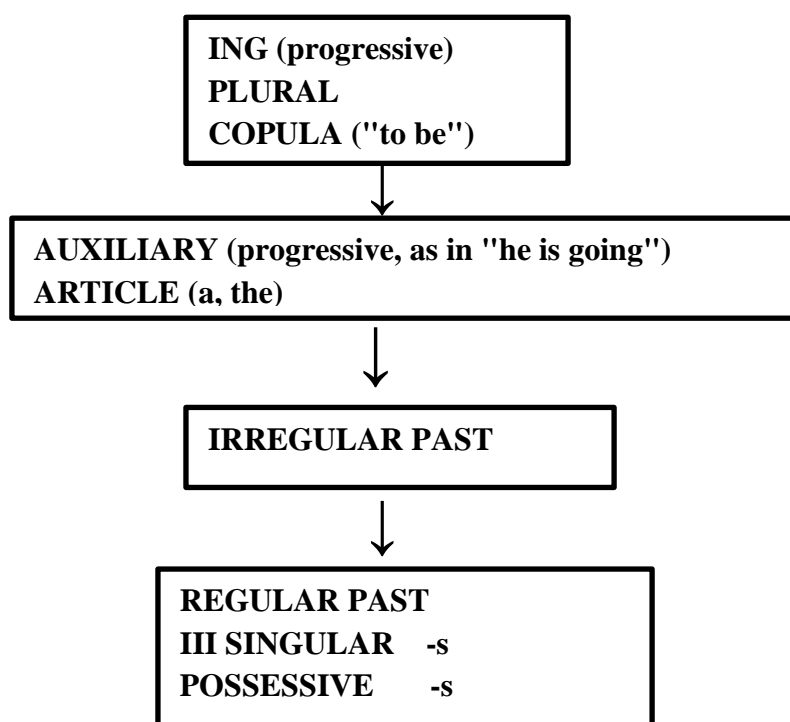 ING (progressive)
PLURAL
COPULA ("to be")
AUXILIARY (progressive, as in "he is going")
ARTICLE (a, the)
IRREGULAR PAST
REGULAR PAST
III SINGULAR -s
POSSESSIVE -s